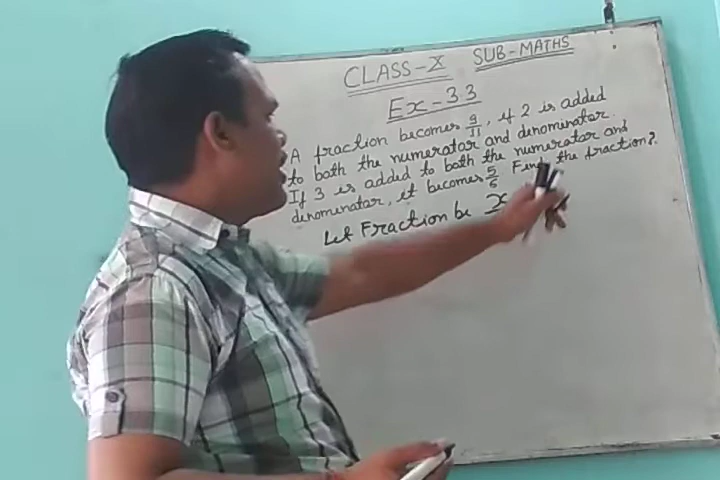 CLASS-X SUB-MATHS
Ex-33
A fraction becomes 9/11, if 2 is added
to both the numerator and denominator.
If 3 is added to both the numerator and
denominator, it becomes 5/6 Find the fraction?
Let Fraction be x